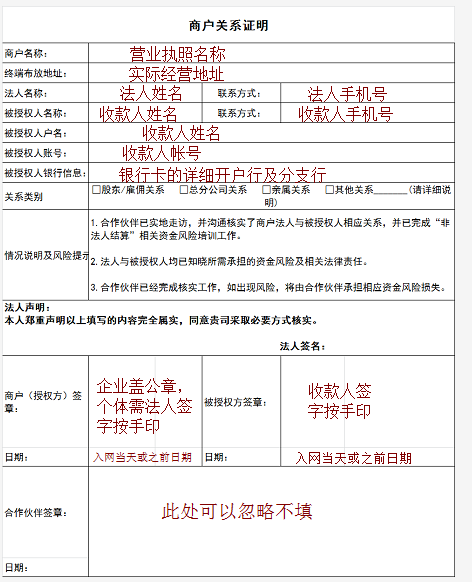 商户关系证明
商户名称： 营业执照名称
终端布放地址： 实际经营地址
法人名称： 法人姓名 联系方式： 法人手机号
被授权人名称： 收款人姓名 联系方式： 收款人手机号
被授权人户名： 收款人姓名
被授权人账号： 收款人帐号
被授权人银行信息： 银行卡的详细开户行及分支行
关系类别 □股东/雇佣关系 □总分公司关系 □亲属关系 □其他关系______(请详细说
明)
情况说明及风险提示
1.合作伙伴已实地走访，并沟通核实了商户法人与被授权人相应关系，并已完成“非
法人结算”相关资金风险培训工作。
2.法人与被授权人均已知晓所需承担的资金风险及相关法律责任。
3.合作伙伴已经完成核实工作，如出现风险，将由合作伙伴承担相应资金风险损失。
法人声明：
本人郑重声明以上填写的内容完全属实，同意贵司采取必要方式核实。
法人签名：
商户（授权方）签
章：
企业盖公章，
个体需法人签
字按手印
被授权方签章：
收款人签
字按手印
日期： 入网当天或之前日期 日期： 入网当天或之前日期
合作伙伴签章： 此处可以忽略不填
日期：